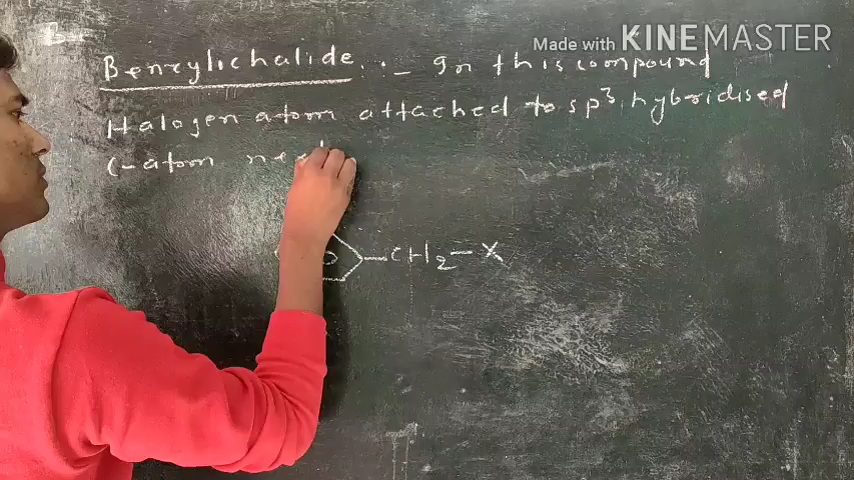 Made with KINEMASTER
Benzylichalide :- In this compound
Halogen atom attached to sp3 hybridised
C-atom
-CH2-X